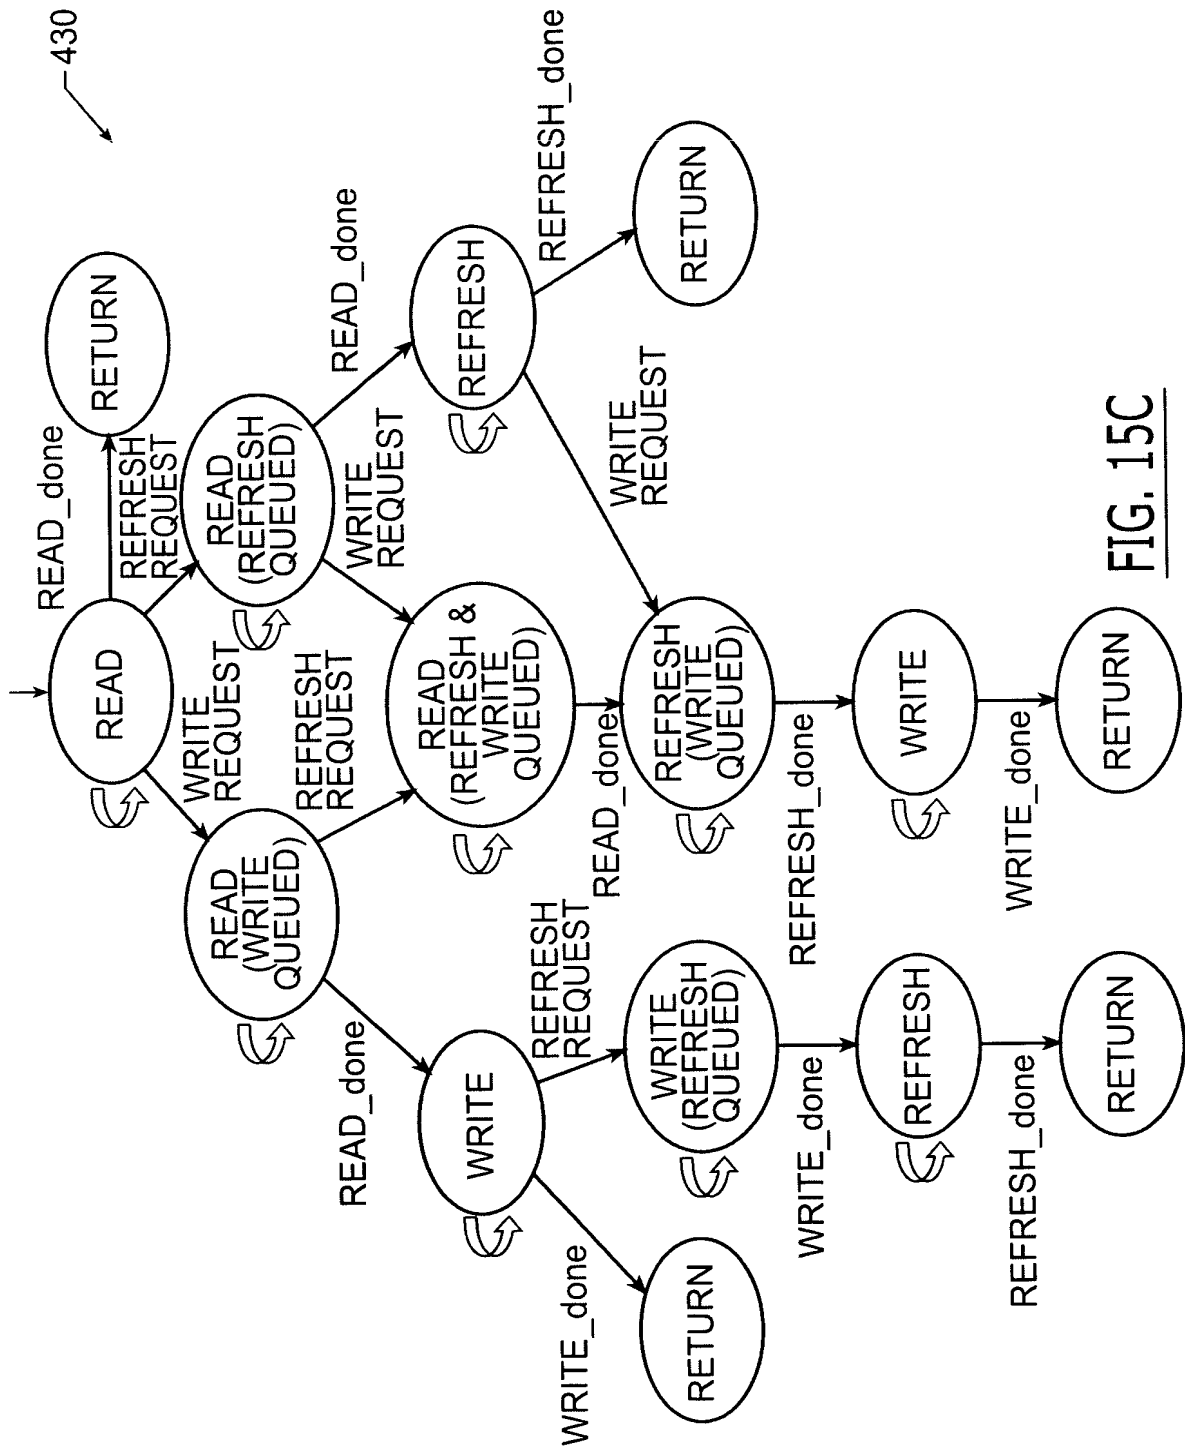 430
READ_done
READ
RETURN
WRITE
REQUEST
REFRESH
REQUEST
READ
(WRITE
QUEUED)
READ
(REFRESH
QUEUED)
REFRESH
REQUEST
WRITE
REQUEST
READ_done
READ_done
WRITE
READ
(REFRESH &
WRITE
QUEUED)
REFRESH
WRITE_done
REFRESH
REQUEST
READ_done
WRITE
REQUEST
REFRESH_done
RETURN
WRITE
(REFRESH
QUEUED)
REFRESH
(WRITE
QUEUED)
RETURN
WRITE_done
REFRESH_done
REFRESH
WRITE
REFRESH_done
WRITE_done
RETURN
RETURN
FIG. 15C